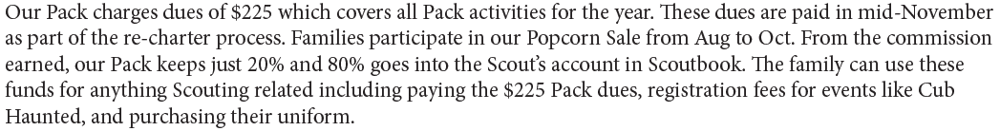 Our Pack charges dues of $225 which covers all Pack activities for the year. These dues are paid in mid-November
as part of the re-charter process. Families participate in our Popcorn Sale from Aug to Oct. From the commission
earned, our Pack keeps just 20% and 80% goes into the Scout's account in Scoutbook. The family can use these
funds for anything Scouting related including paying the $225 Pack dues, registration fees for events like Cub
Haunted, and purchasing their uniform.